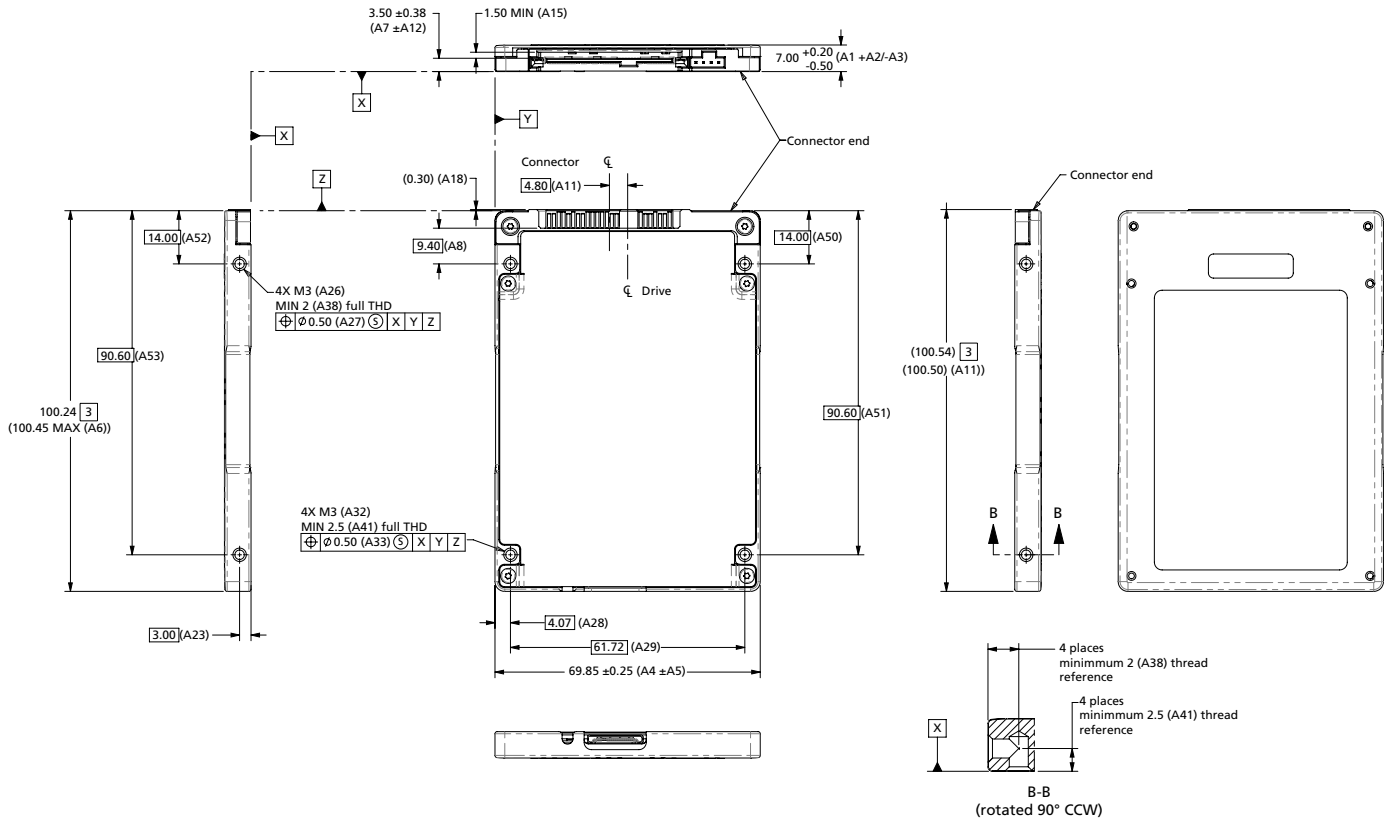 3.50 ±0.38
(A7 ±A12)
1.50 MIN (A15)
7.00 +0.20 -0.50 (A1 +A2/-A3)
X
X
Y
Connector end
Connector ℄
4.80 (A11)
(0.30) (A18)
Z
Connector end
14.00 (A52)
9.40 (A8)
14.00 (A50)
℄ Drive
4X M3 (A26)
MIN 2 (A38) full THD
⌖ ⌀ 0.50 (A27) Ⓢ X Y Z
90.60 (A53)
(100.54) 3
(100.50) (A11))
100.24 3
(100.45 MAX (A6))
90.60 (A51)
4X M3 (A32)
MIN 2.5 (A41) full THD
⌖ ⌀ 0.50 (A33) Ⓢ X Y Z
B B
3.00 (A23)
4.07 (A28)
61.72 (A29)
69.85 ±0.25 (A4 ±A5)
4 places
minimmum 2 (A38) thread
reference
4 places
minimmum 2.5 (A41) thread
reference
X
B-B
(rotated 90° CCW)